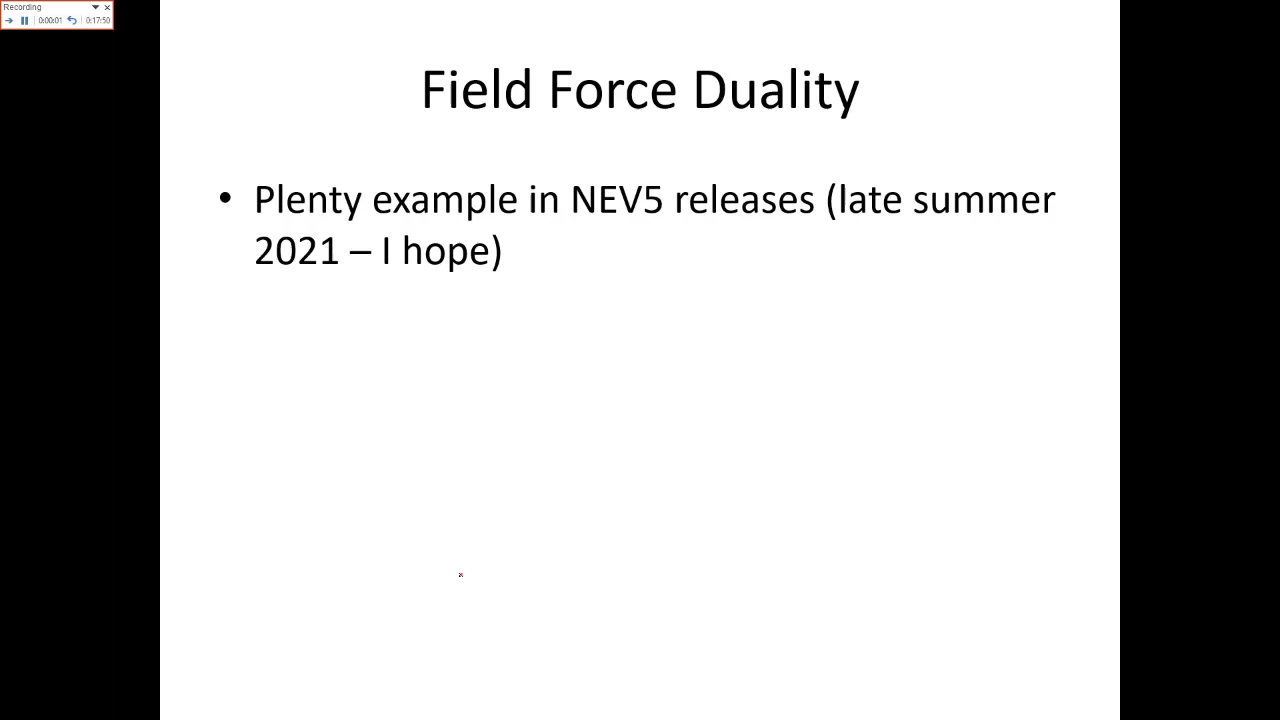 Recording
0:00:01 0:17:50
Field Force Duality
• Plenty example in NEV5 releases (late summer
2021 – I hope)